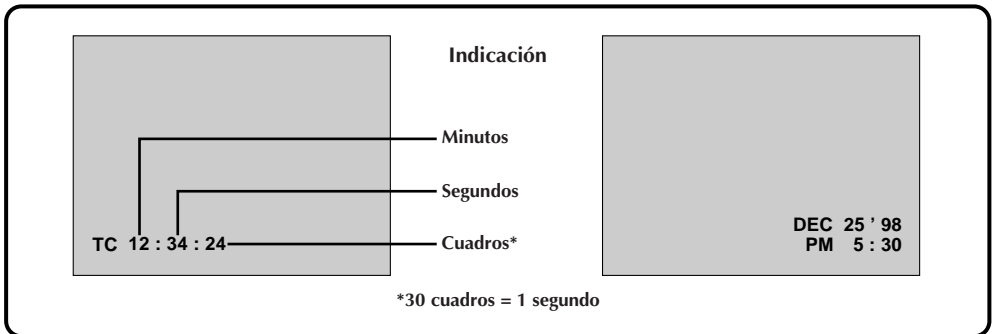 Indicación
Minutos
Segundos
Cuadros*
TC 12 : 34 : 24
DEC 25 ’ 98
PM 5 : 30
*30 cuadros = 1 segundo